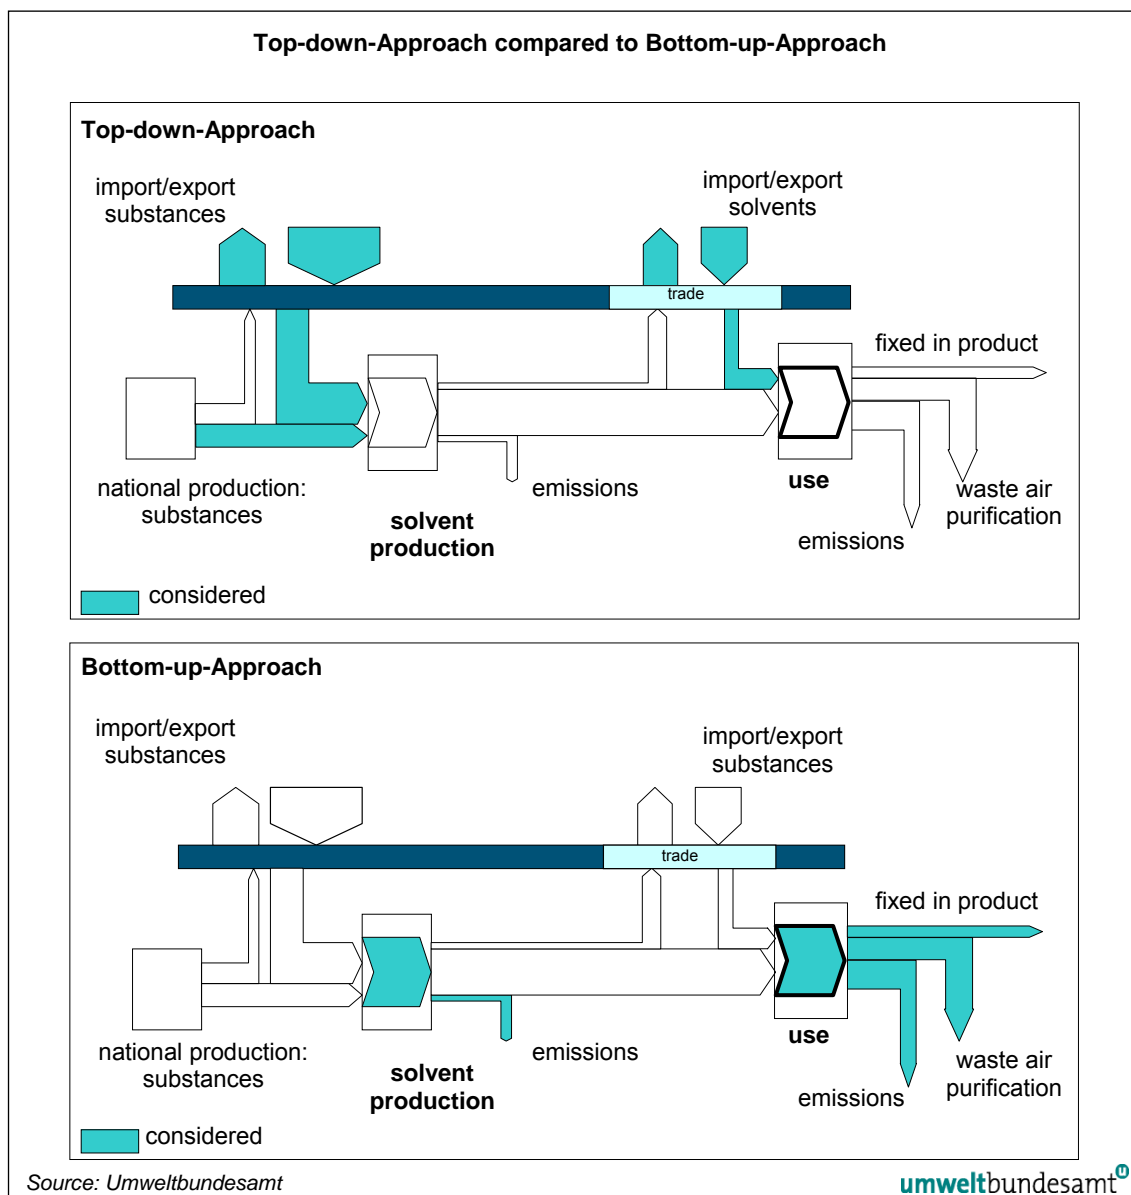 Top-down-Approach compared to Bottom-up-Approach
Top-down-Approach
import/export
substances
import/export
solvents
trade
fixed in product
national production:
substances
solvent
production
emissions
use
waste air
purification
emissions
considered
Bottom-up-Approach
import/export
substances
import/export
substances
trade
fixed in product
national production:
substances
solvent
production
emissions
use
waste air
purification
emissions
considered
Source: Umweltbundesamt
umweltbundesamt
u